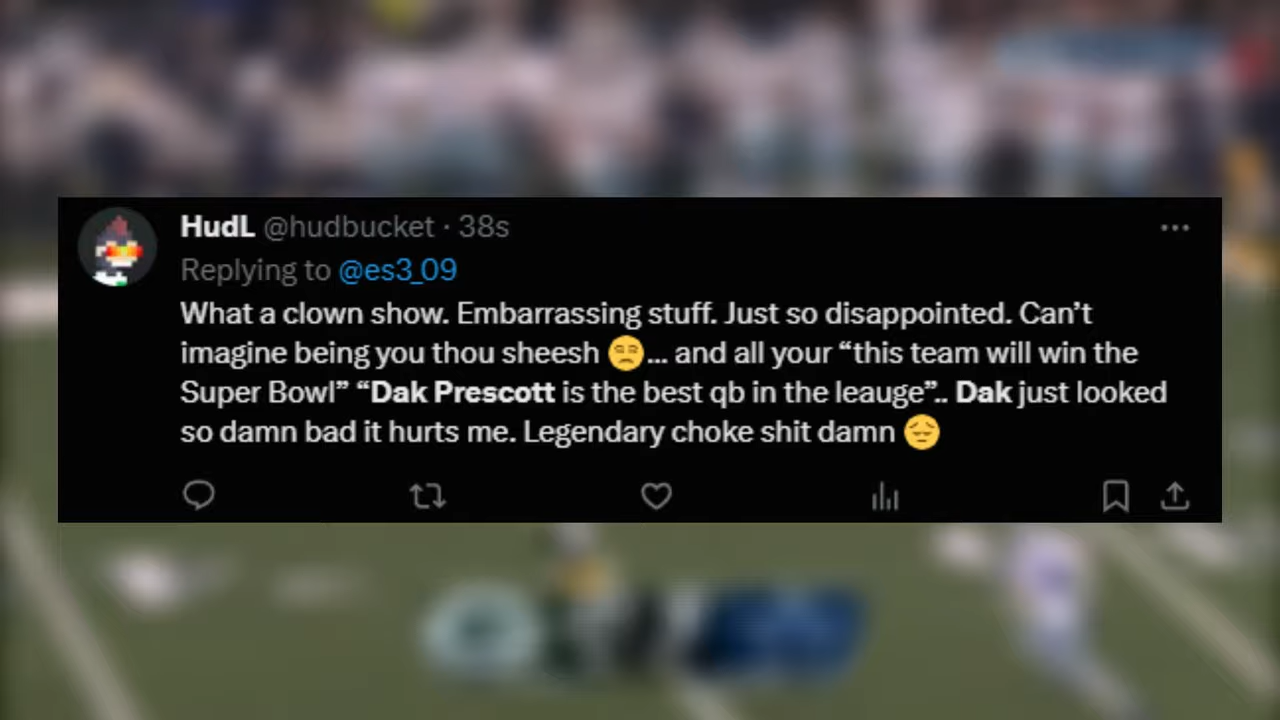 HudL @hudbucket · 38s
Replying to @es3_09
What a clown show. Embarrassing stuff. Just so disappointed. Can’t
imagine being you thou sheesh 😒... and all your “this team will win the
Super Bowl” “Dak Prescott is the best qb in the leauge”.. Dak just looked
so damn bad it hurts me. Legendary choke shit damn 😔